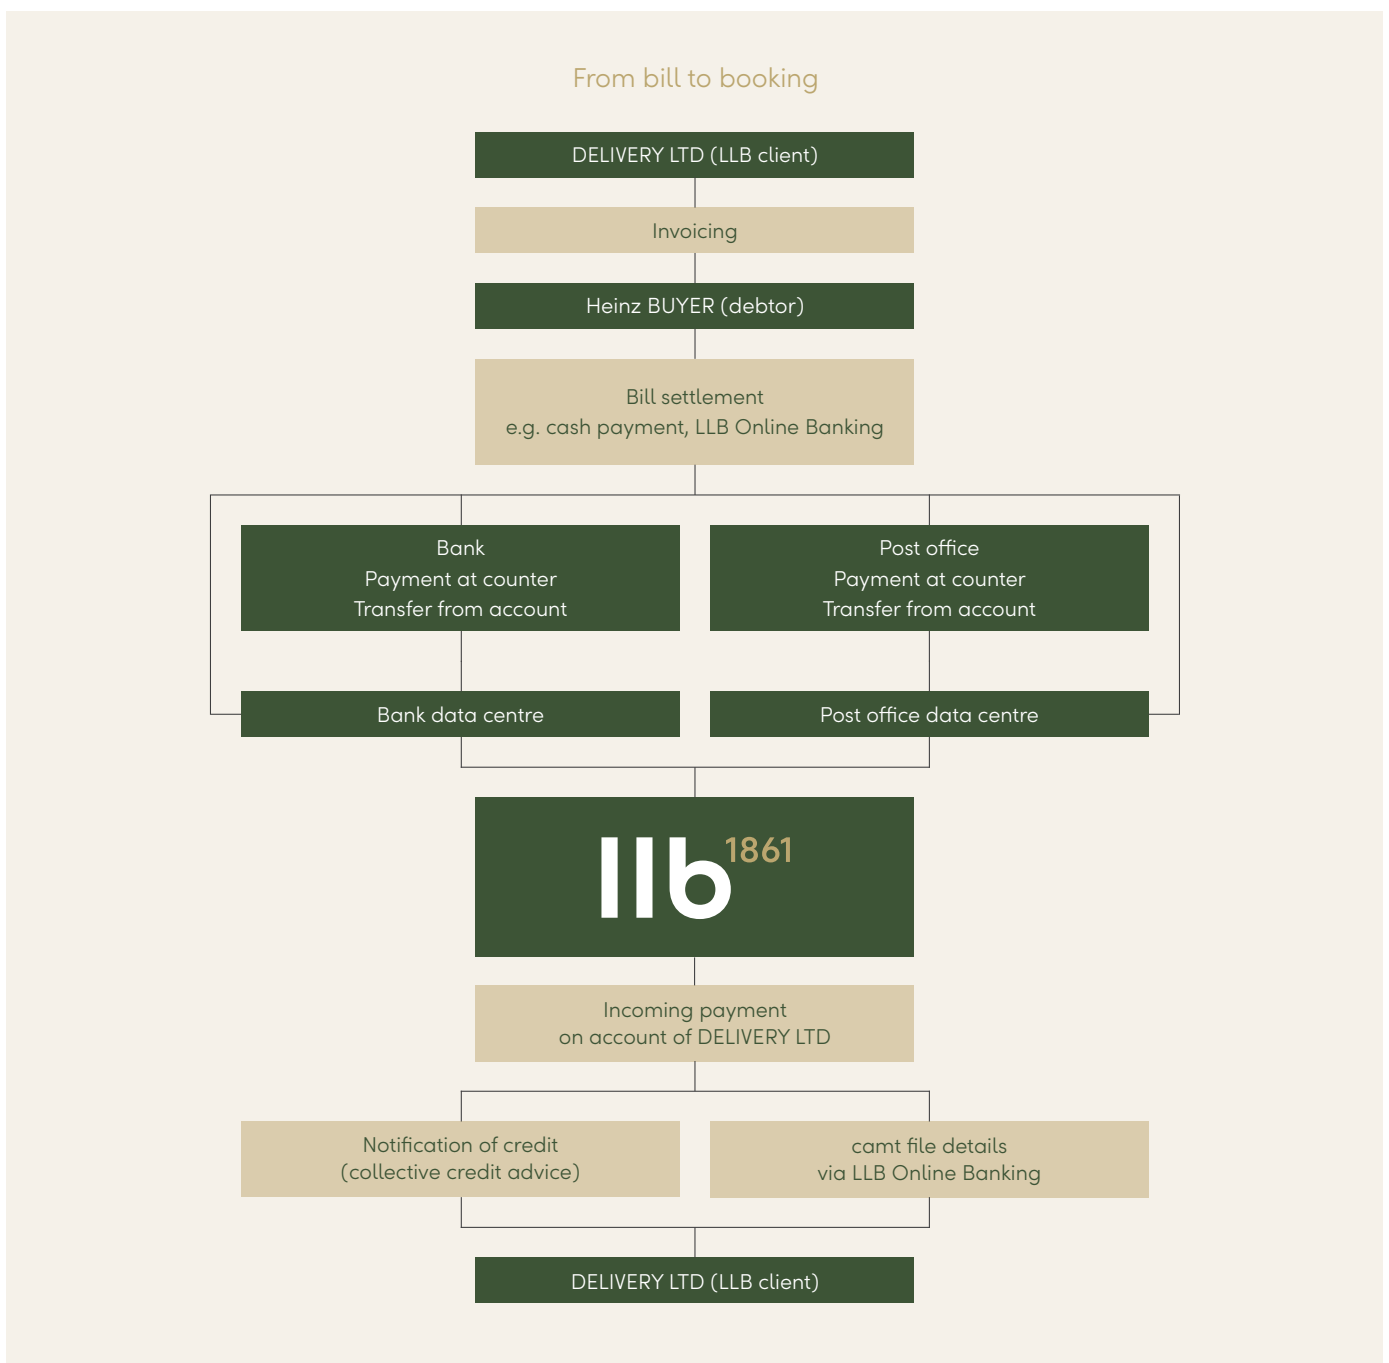 From bill to booking
DELIVERY LTD (LLB client)
Invoicing
Heinz BUYER (debtor)
Bill settlement
e.g. cash payment, LLB Online Banking
Bank
Payment at counter
Transfer from account
Post office
Payment at counter
Transfer from account
Bank data centre
Post office data centre
llb 1861
Incoming payment
on account of DELIVERY LTD
Notification of credit
(collective credit advice)
camt file details
via LLB Online Banking
DELIVERY LTD (LLB client)